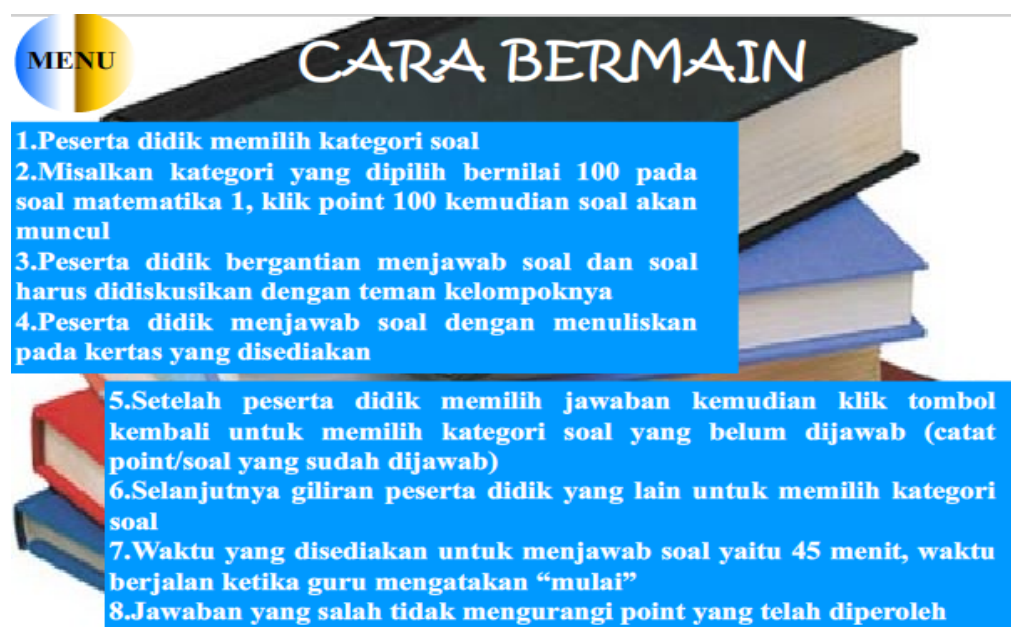 MENU
CARA BERMAIN
1.Peserta didik memilih kategori soal
2.Misalkan kategori yang dipilih bernilai 100 pada
soal matematika 1, klik point 100 kemudian soal akan
muncul
3.Peserta didik bergantian menjawab soal dan soal
harus didiskusikan dengan teman kelompoknya
4.Peserta didik menjawab soal dengan menuliskan
pada kertas yang disediakan
5.Setelah peserta didik memilih jawaban kemudian klik tombol
kembali untuk memilih kategori soal yang belum dijawab (catat
point/soal yang sudah dijawab)
6.Selanjutnya giliran peserta didik yang lain untuk memilih kategori
soal
7.Waktu yang disediakan untuk menjawab soal yaitu 45 menit, waktu
berjalan ketika guru mengatakan “mulai”
8.Jawaban yang salah tidak mengurangi point yang telah diperoleh